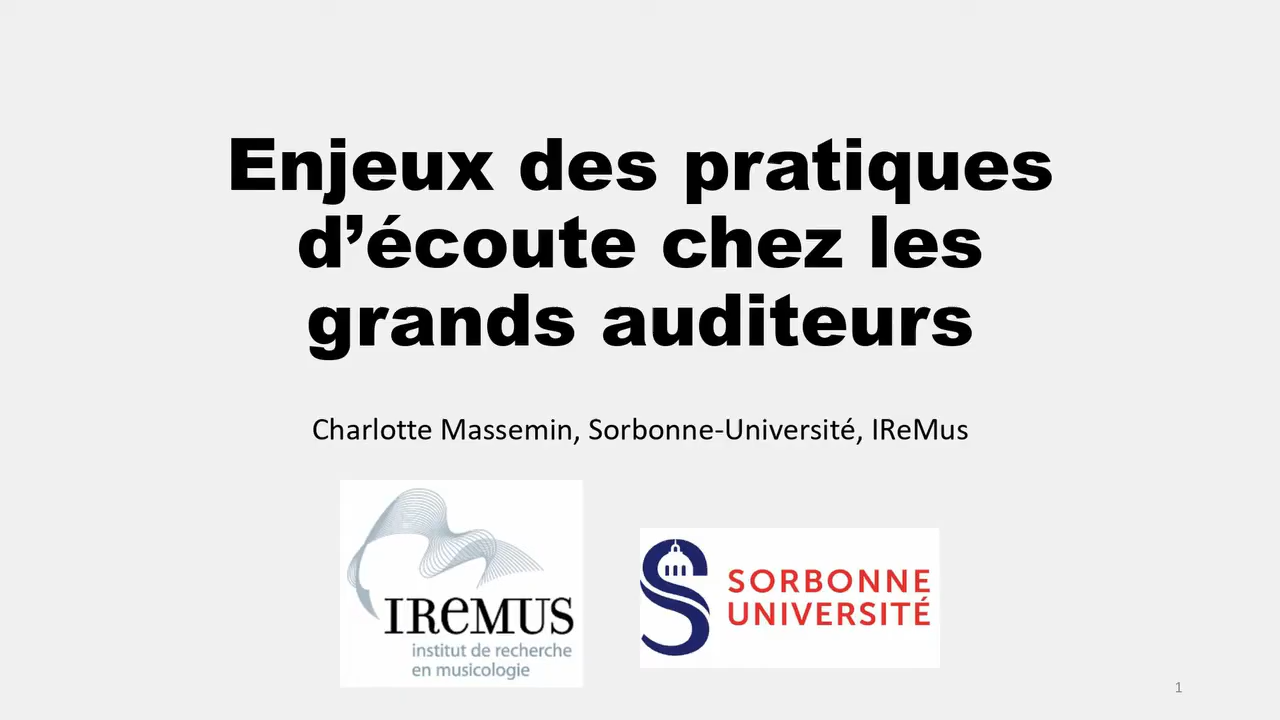 Enjeux des pratiques
d’écoute chez les
grands auditeurs
Charlotte Massemin, Sorbonne-Université, IReMus
IReMUS
institut de recherche
en musicologie
SORBONNE
UNIVERSITÉ
1